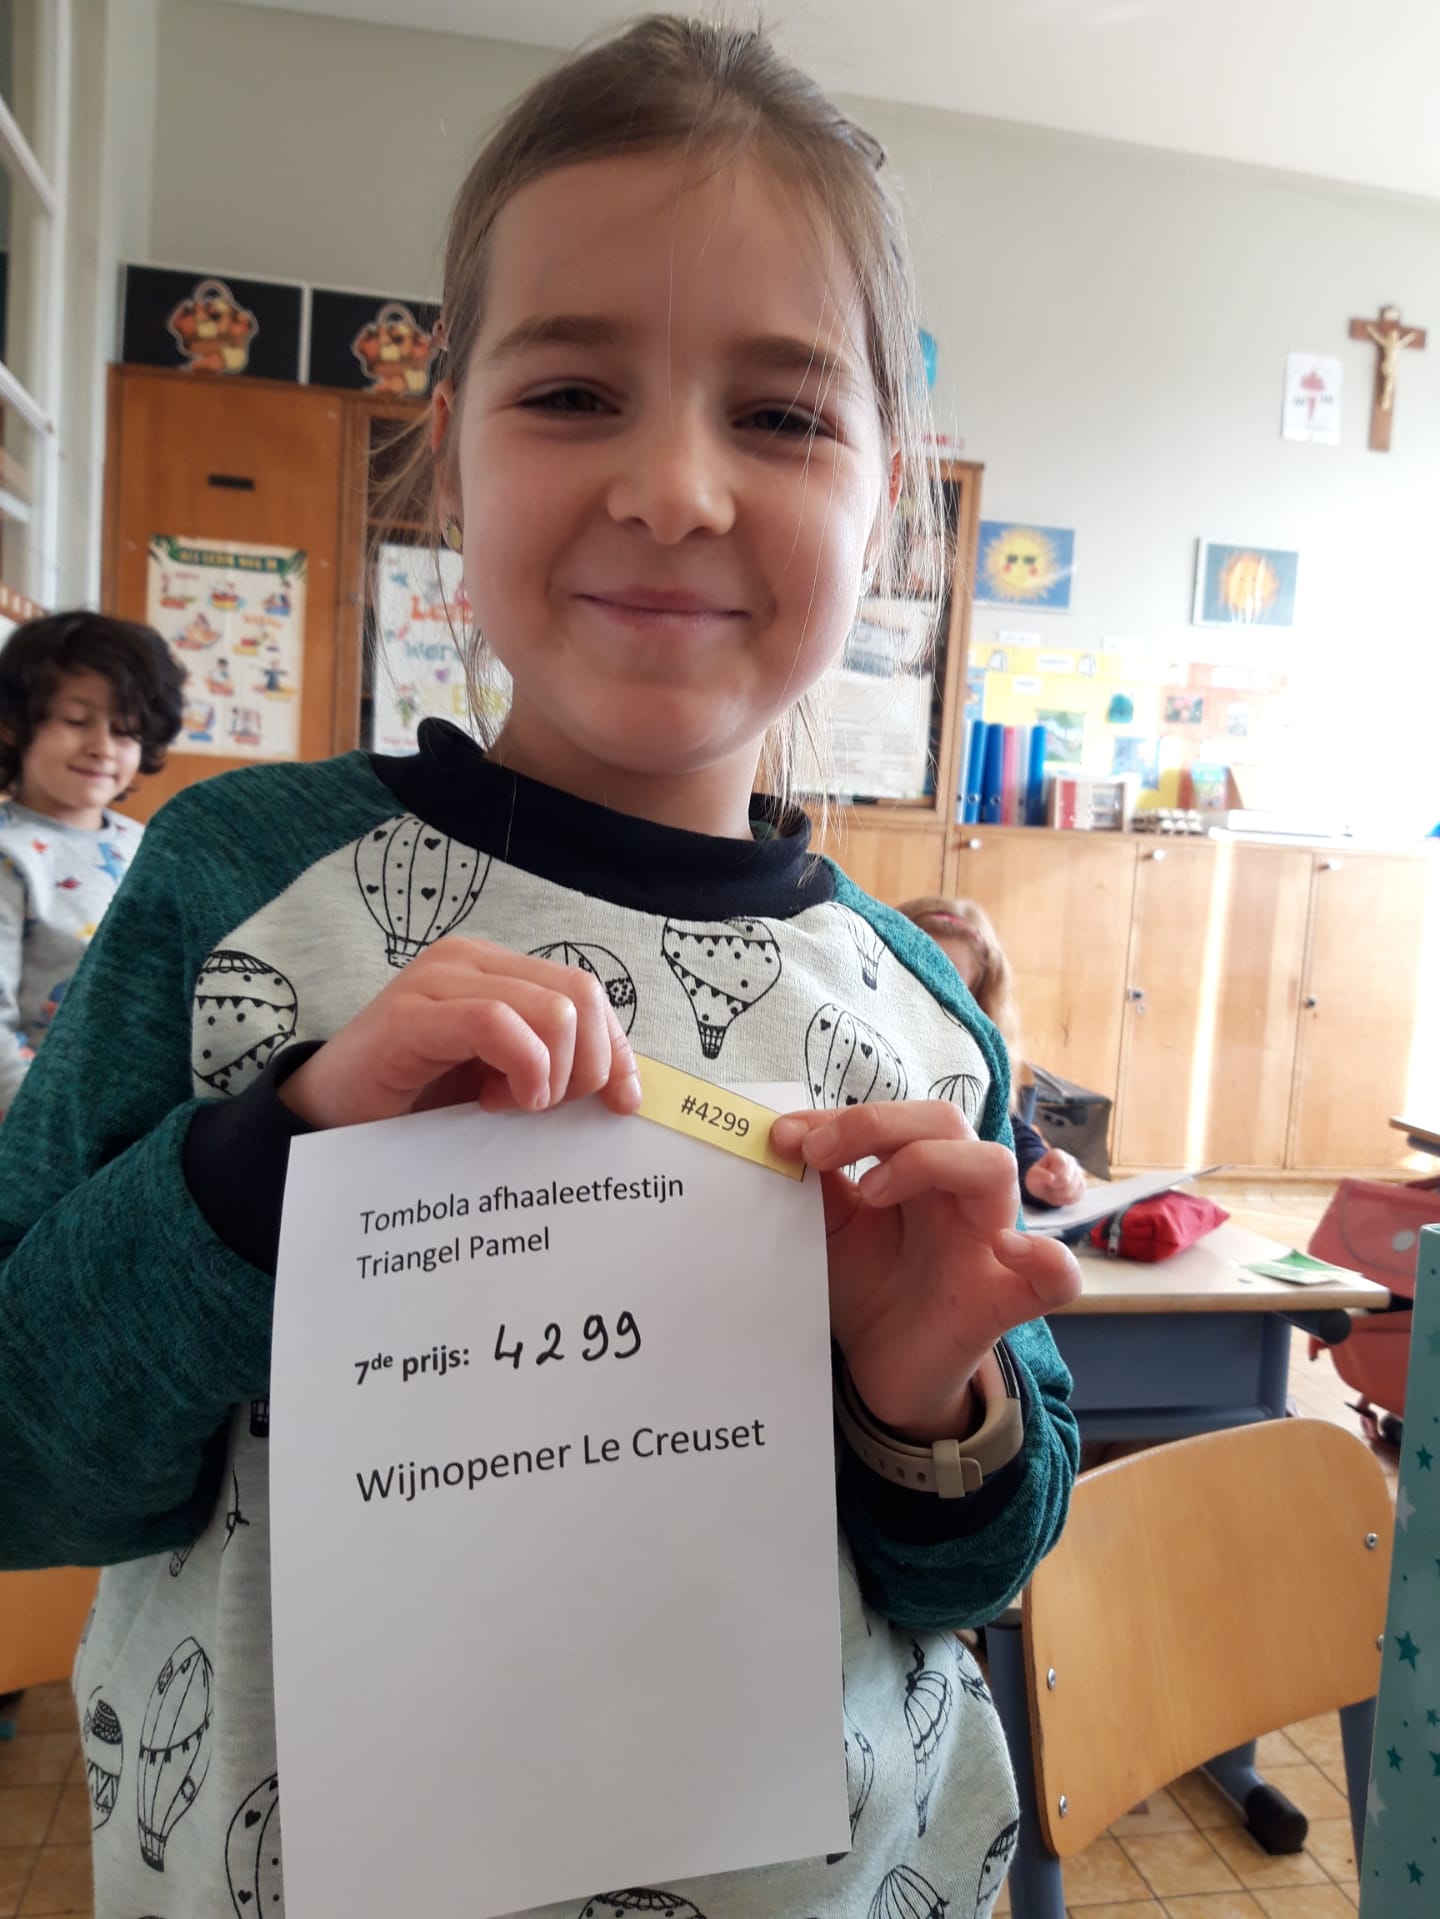 #4299
Tombola afhaaleetfestijn
Triangel Pamel
7de prijs: 4299
Wijnopener Le Creuset